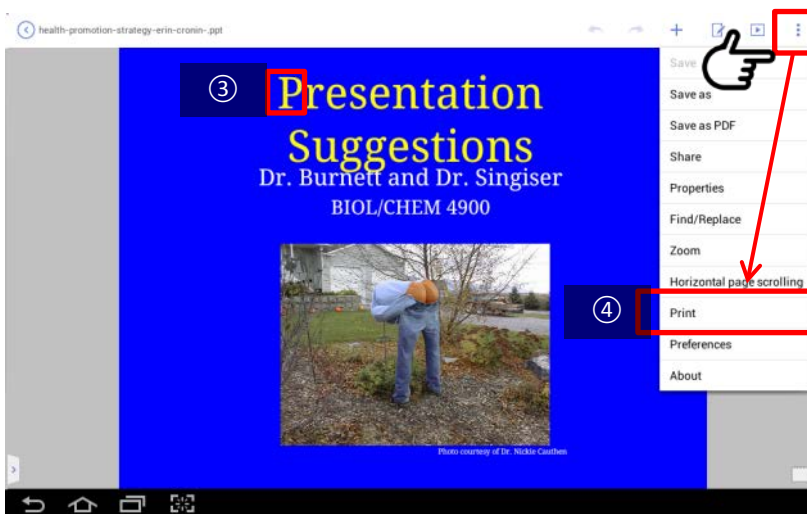 health-promotion-strategy-erin-cronin-.ppt
③
Presentation
Suggestions
Dr. Burnett and Dr. Singiser
BIOL/CHEM 4900
Photo courtesy of Dr. Nickie Cauthen
Save
Save as
Save as PDF
Share
Properties
Find/Replace
Zoom
Horizontal page scrolling
④
Print
Preferences
About